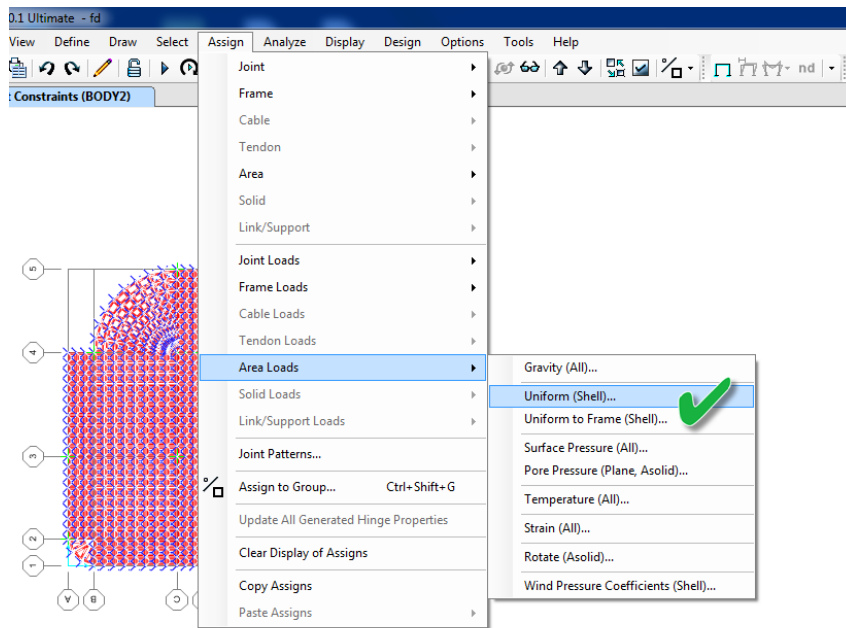 0.1 Ultimate - fd
View Define Draw Select Assign Analyze Display Design Options Tools Help
nd
t Constraints (BODY2)
Joint
Frame
Cable
Tendon
Area
Solid
Link/Support
Joint Loads
Frame Loads
Cable Loads
Tendon Loads
Area Loads
Solid Loads
Link/Support Loads
Joint Patterns...
Assign to Group... Ctrl+Shift+G
Update All Generated Hinge Properties
Clear Display of Assigns
Copy Assigns
Paste Assigns
Gravity (All)...
Uniform (Shell)...
Uniform to Frame (Shell)...
Surface Pressure (All)...
Pore Pressure (Plane, Asolid)...
Temperature (All)...
Strain (All)...
Rotate (Asolid)...
Wind Pressure Coefficients (Shell)...
5
4
3
2
1
A B C